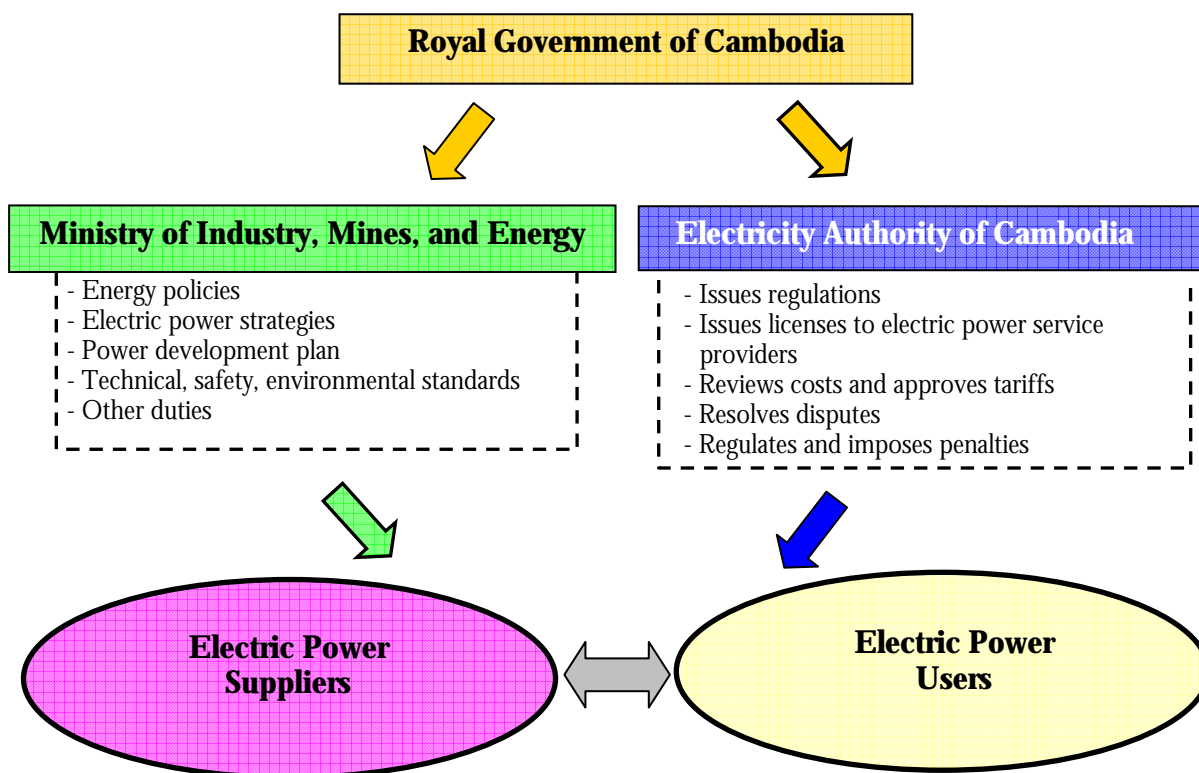 Royal Government of Cambodia
Ministry of Industry, Mines, and Energy
- Energy policies
- Electric power strategies
- Power development plan
- Technical, safety, environmental standards
- Other duties
Electricity Authority of Cambodia
- Issues regulations
- Issues licenses to electric power service
providers
- Reviews costs and approves tariffs
- Resolves disputes
- Regulates and imposes penalties
Electric Power
Suppliers
Electric Power
Users